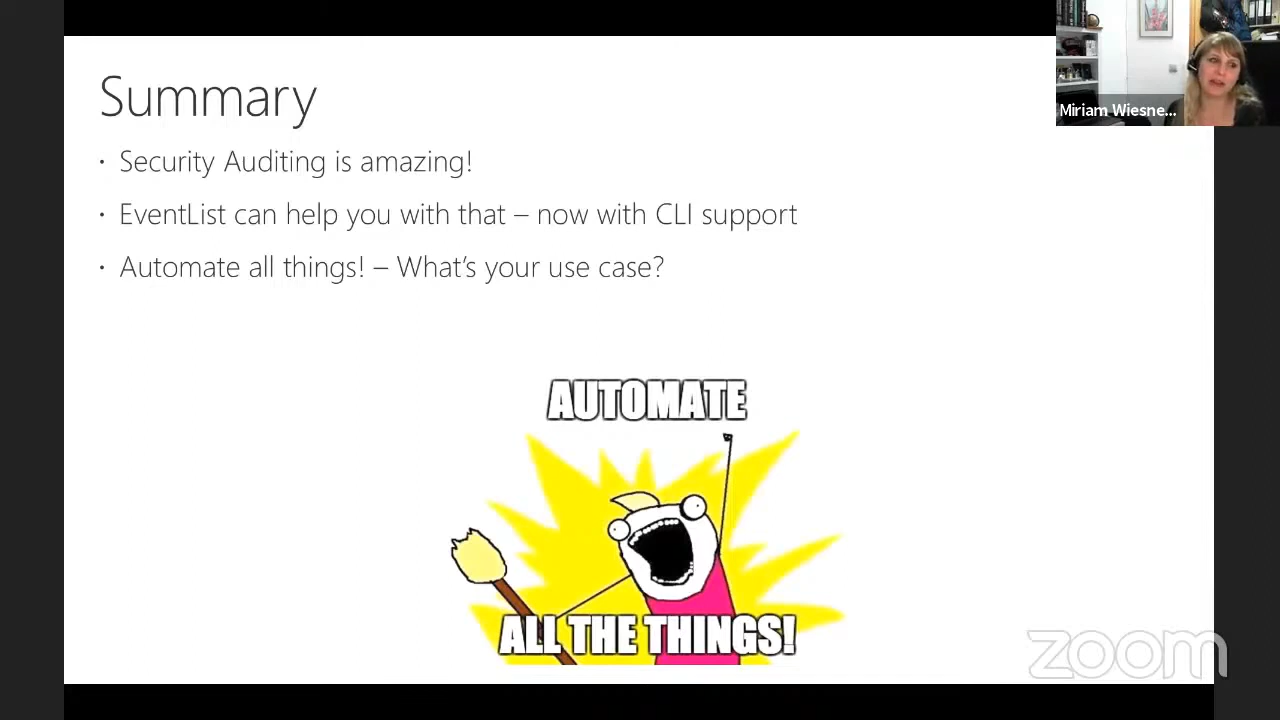 Summary
Miriam Wiesne...
• Security Auditing is amazing!
• EventList can help you with that – now with CLI support
• Automate all things! – What's your use case?
AUTOMATE
ALL THE THINGS!
zoom